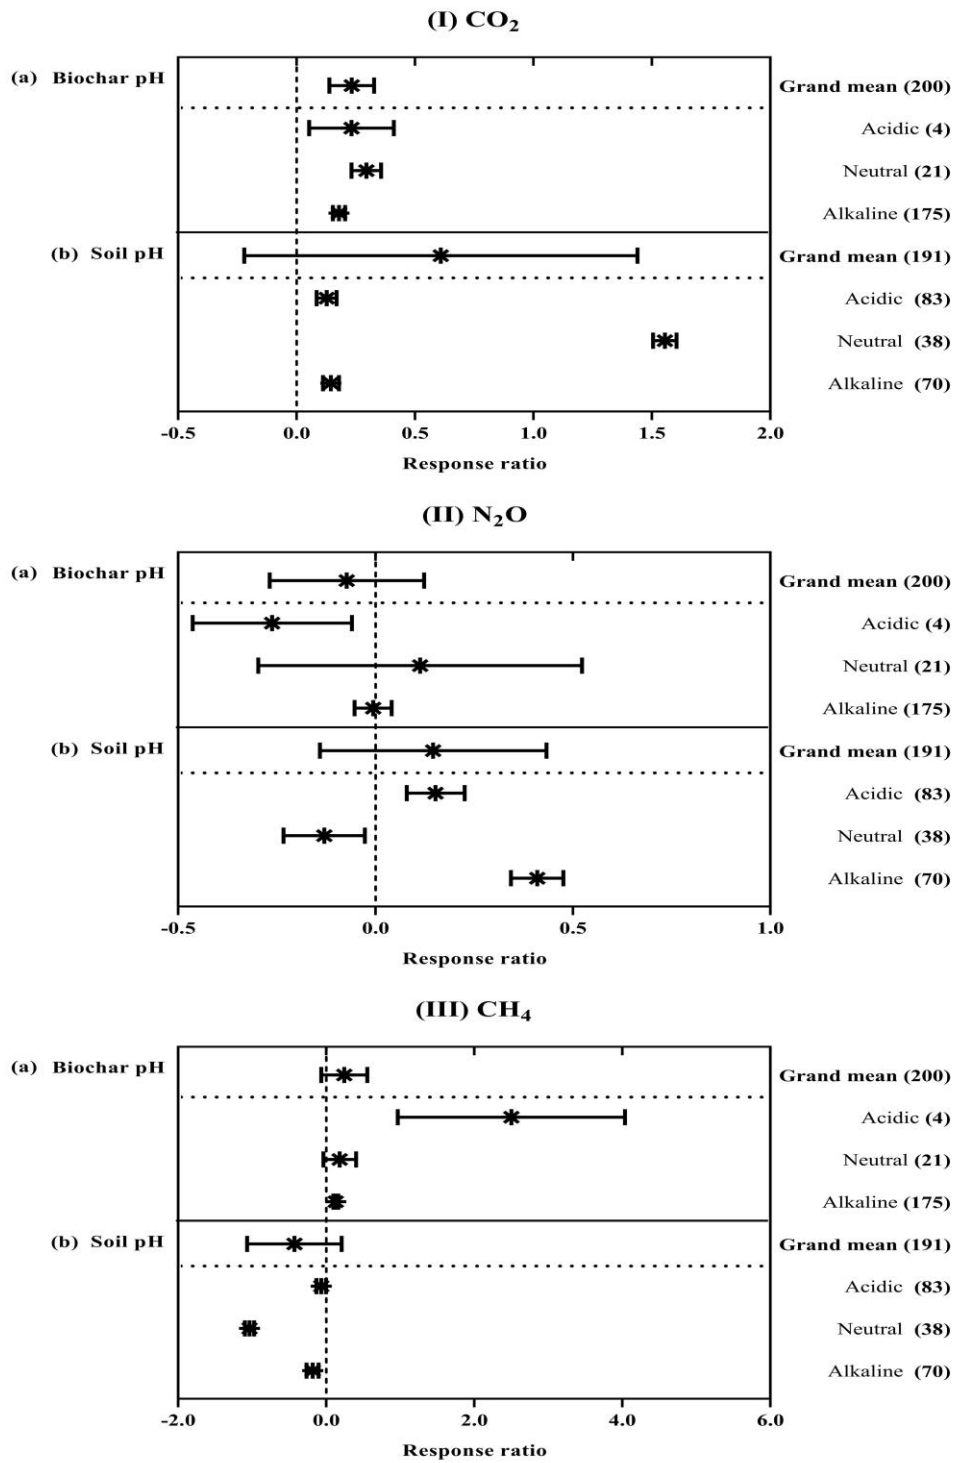 (I) CO₂
(a) Biochar pH
Grand mean (200)
Acidic (4)
Neutral (21)
Alkaline (175)
(b) Soil pH
Grand mean (191)
Acidic (83)
Neutral (38)
Alkaline (70)
-0.5 0.0 0.5 1.0 1.5 2.0
Response ratio
(II) N₂O
(a) Biochar pH
Grand mean (200)
Acidic (4)
Neutral (21)
Alkaline (175)
(b) Soil pH
Grand mean (191)
Acidic (83)
Neutral (38)
Alkaline (70)
-0.5 0.0 0.5 1.0
Response ratio
(III) CH₄
(a) Biochar pH
Grand mean (200)
Acidic (4)
Neutral (21)
Alkaline (175)
(b) Soil pH
Grand mean (191)
Acidic (83)
Neutral (38)
Alkaline (70)
-2.0 0.0 2.0 4.0 6.0
Response ratio